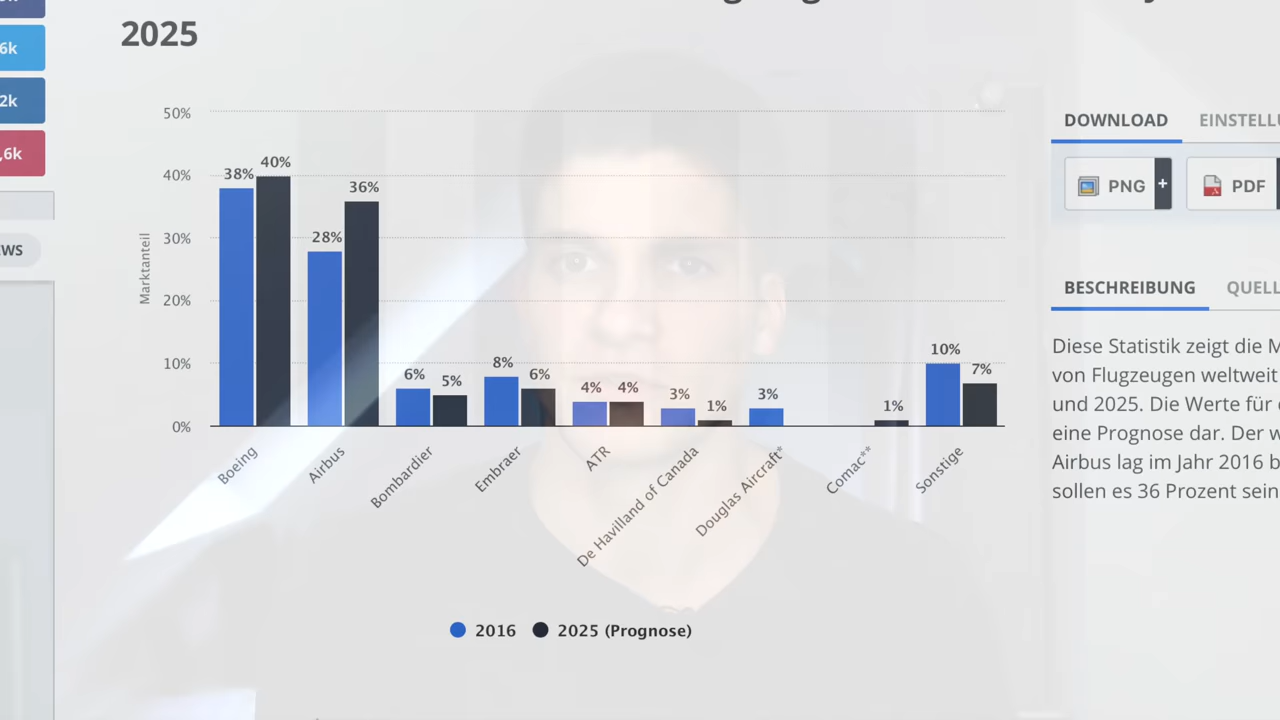 2025
6k
2k
,6k
EWS
50%
40%
30%
20%
10%
0%
Marktanteil
38% 40%
28% 36%
6% 5%
8% 6%
4% 4%
3% 1%
3%
1%
10% 7%
Boeing
Airbus
Bombardier
Embraer
ATR
De Havilland of Canada
Douglas Aircraft*
Comac**
Sonstige
2016 2025 (Prognose)
DOWNLOAD EINSTELLU
PNG + PDF
BESCHREIBUNG QUELL
Diese Statistik zeigt die M
von Flugzeugen weltweit
und 2025. Die Werte für
eine Prognose dar. Der w
Airbus lag im Jahr 2016 b
sollen es 36 Prozent sein